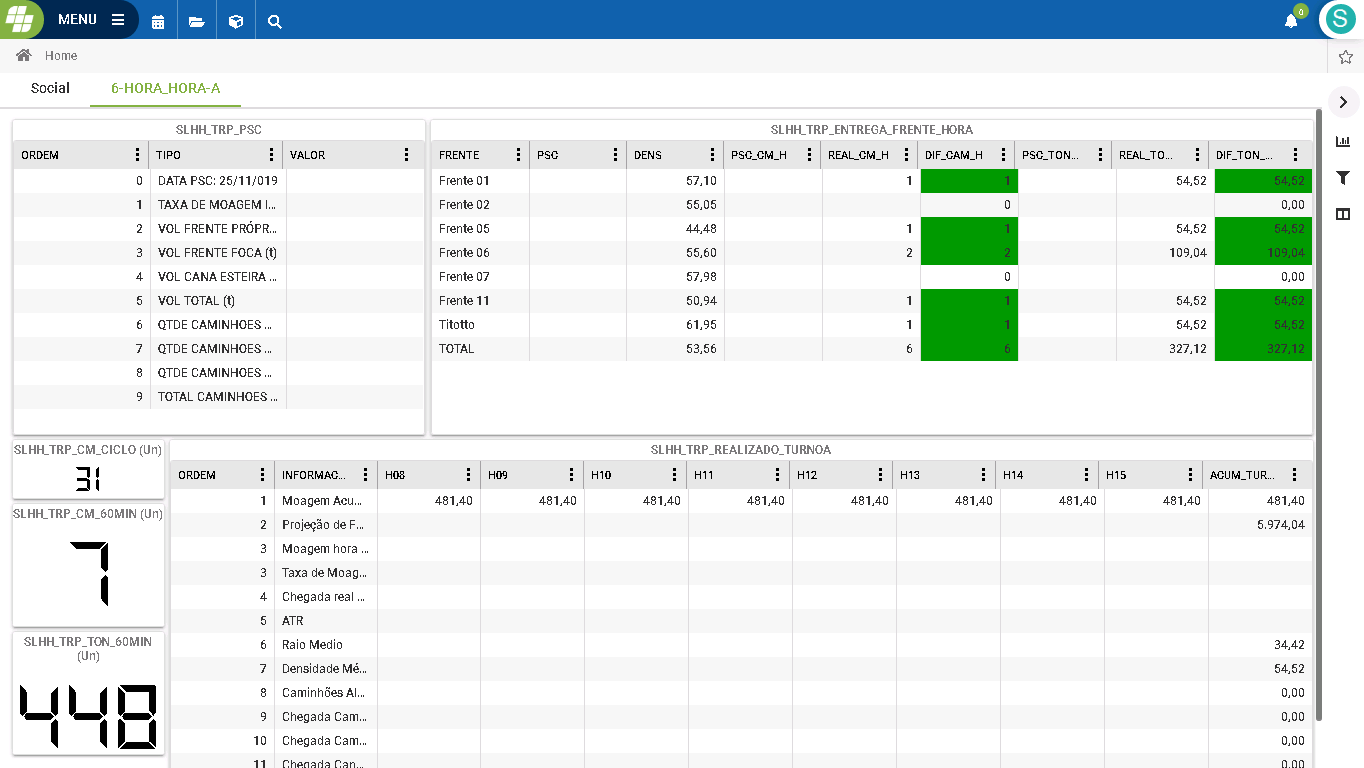 MENU
0
S
Home
Social 6-HORA_HORA-A
SLHH_TRP_PSC
ORDEM TIPO VALOR
0 DATA PSC: 25/11/019
1 TAXA DE MOAGEM I...
2 VOL FRENTE PRÓPR...
3 VOL FRENTE FOCA (t)
4 VOL CANA ESTEIRA ...
5 VOL TOTAL (t)
6 QTDE CAMINHOES ...
7 QTDE CAMINHOES ...
8 QTDE CAMINHOES ...
9 TOTAL CAMINHOES ...
SLHH_TRP_ENTREGA_FRENTE_HORA
FRENTE PSC DENS PSC_CM_H REAL_CM_H DIF_CAM_H PSC_TON... REAL_TO... DIF_TON_...
Frente 01 57,10 1 1 54,52 54,52
Frente 02 55,05 0 0,00
Frente 05 44,48 1 1 54,52 54,52
Frente 06 55,60 2 2 109,04 109,04
Frente 07 57,98 0 0,00
Frente 11 50,94 1 1 54,52 54,52
Titotto 61,95 1 1 54,52 54,52
TOTAL 53,56 6 6 327,12 327,12
SLHH_TRP_CM_CICLO (Un)
31
SLHH_TRP_CM_60MIN (Un)
7
SLHH_TRP_TON_60MIN
(Un)
448
SLHH_TRP_REALIZADO_TURNOA
ORDEM INFORMAC... H08 H09 H10 H11 H12 H13 H14 H15 ACUM_TUR...
1 Moagem Acu... 481,40 481,40 481,40 481,40 481,40 481,40 481,40 481,40 481,40
2 Projeção de F... 5.974,04
3 Moagem hora ...
3 Taxa de Moag...
4 Chegada real ...
5 ATR
6 Raio Medio 34,42
7 Densidade Mé... 54,52
8 Caminhões Al... 0,00
9 Chegada Cam... 0,00
10 Chegada Cam... 0,00
11 Chegada Can... 0,00